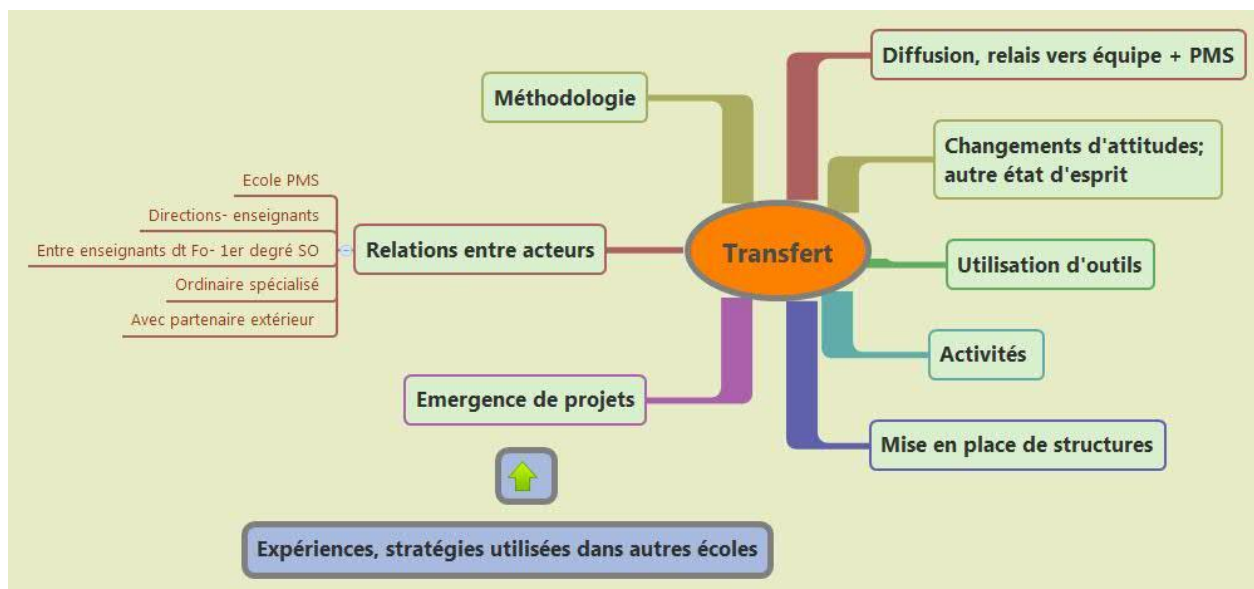 Diffusion, relais vers équipe + PMS
Méthodologie
Changements d'attitudes;
autre état d'esprit
Ecole PMS
Directions- enseignants
Entre enseignants dt Fo- 1er degré SO
Ordinaire spécialisé
Avec partenaire extérieur
Relations entre acteurs
Transfert
Utilisation d'outils
Activités
Emergence de projets
Mise en place de structures
Expériences, stratégies utilisées dans autres écoles